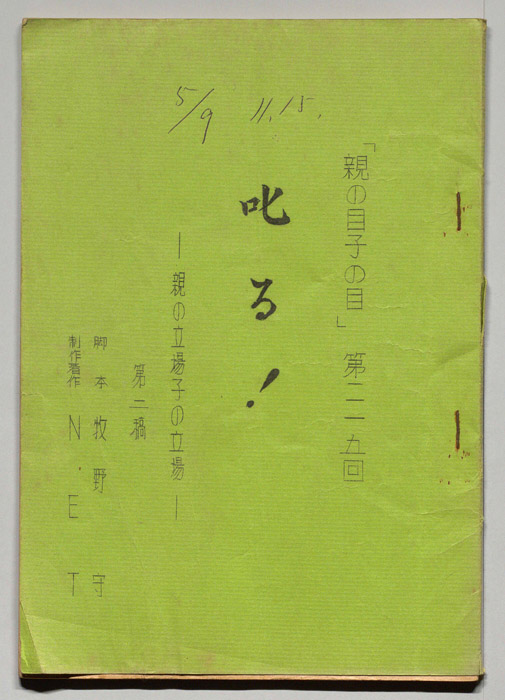 5/9 11.15.
「親の目子の目」 第二一五回
叱る!
―親の立場子の立場―
第二稿
脚本 牧野 守
制作著作 N.E T